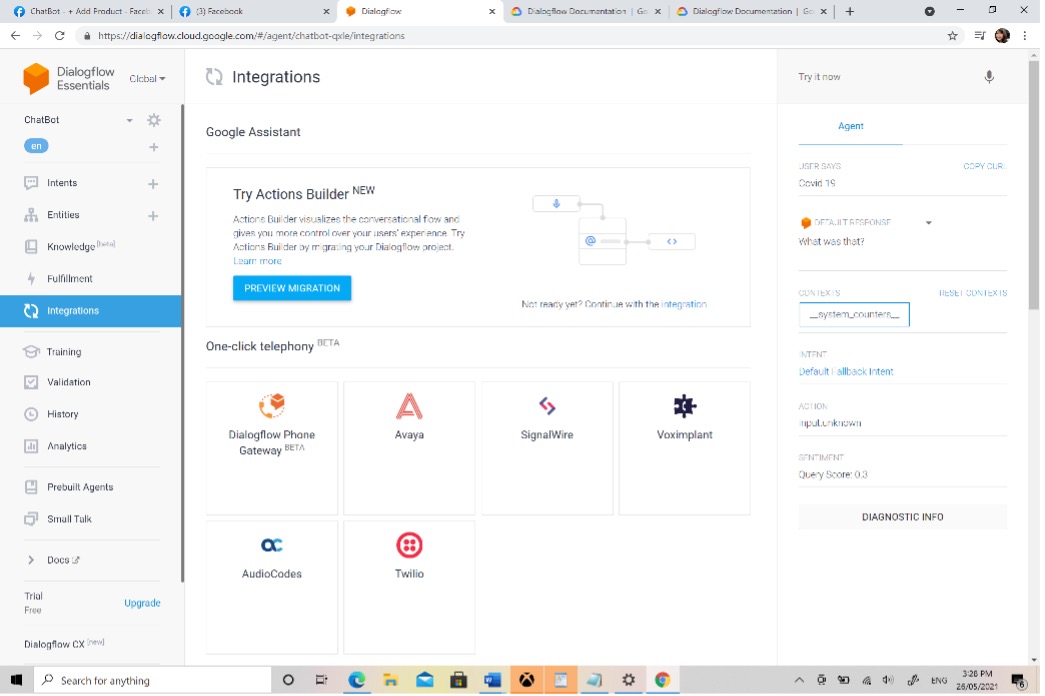 ChatBot - + Add Product - Faceb
(3) Facebook
Dialogflow
Dialogflow Documentation | Go
Dialogflow Documentation | Go
https://dialogflow.cloud.google.com/#/agent/chatbot-qxle/integrations
Dialogflow
Essentials
Global
ChatBot
en
Intents
Entities
Knowledge [beta]
Fulfillment
Integrations
Training
Validation
History
Analytics
Prebuilt Agents
Small Talk
Docs
Trial
Free
Upgrade
Dialogflow CX [new]
Integrations
Google Assistant
Try Actions Builder NEW
Actions Builder visualizes the conversational flow and
gives you more control over your users' experience. Try
Actions Builder by migrating your Dialogflow project.
Learn more
PREVIEW MIGRATION
Not ready yet? Continue with the integration.
One-click telephony BETA
Dialogflow Phone
Gateway BETA
Avaya
SignalWire
Voximplant
AudioCodes
Twilio
Try it now
Agent
USER SAYS
COPY CURL
Covid 19
DEFAULT RESPONSE
What was that?
CONTEXTS
RESET CONTEXTS
__system_counters__
INTENT
Default Fallback Intent
ACTION
input.unknown
SENTIMENT
Query Score: 0.3
DIAGNOSTIC INFO
Search for anything
ENG
3:28 PM
26/05/2021
6